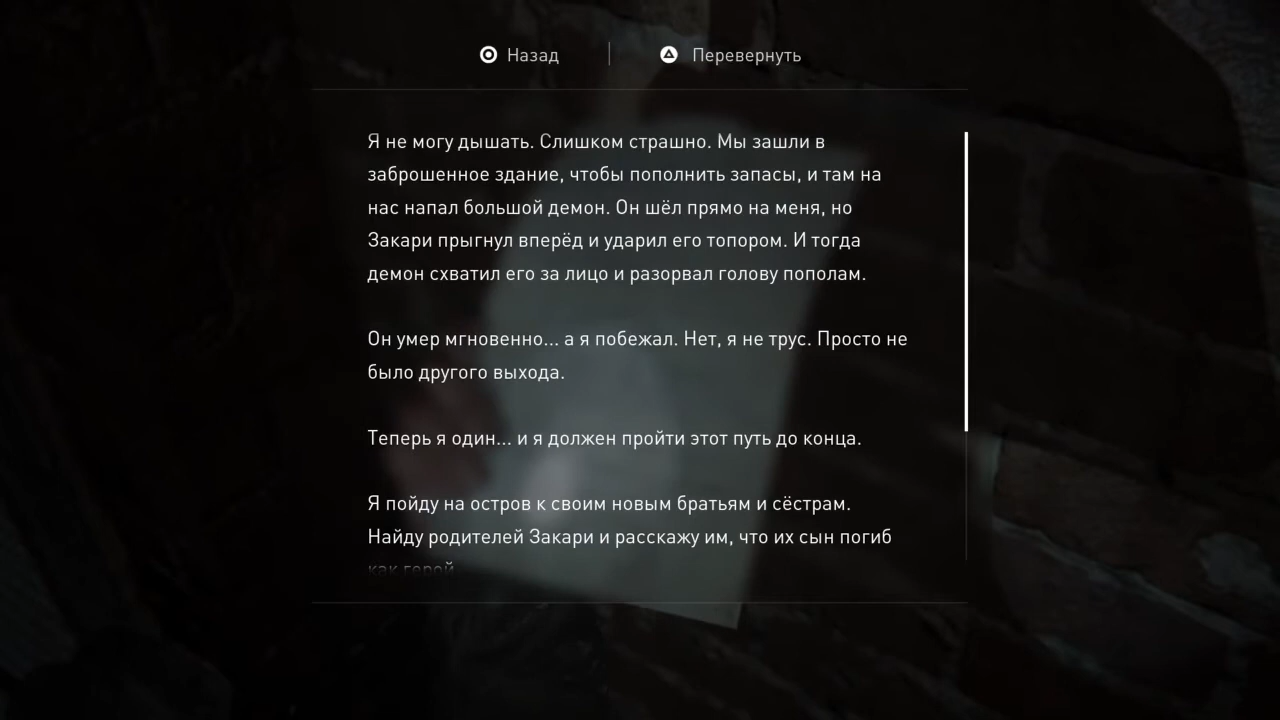 Назад
Перевернуть
Я не могу дышать. Слишком страшно. Мы зашли в
заброшенное здание, чтобы пополнить запасы, и там на
нас напал большой демон. Он шёл прямо на меня, но
Закари прыгнул вперёд и ударил его топором. И тогда
демон схватил его за лицо и разорвал голову пополам.
Он умер мгновенно... а я побежал. Нет, я не трус. Просто не
было другого выхода.
Теперь я один... и я должен пройти этот путь до конца.
Я пойду на остров к своим новым братьям и сёстрам.
Найду родителей Закари и расскажу им, что их сын погиб
как герой